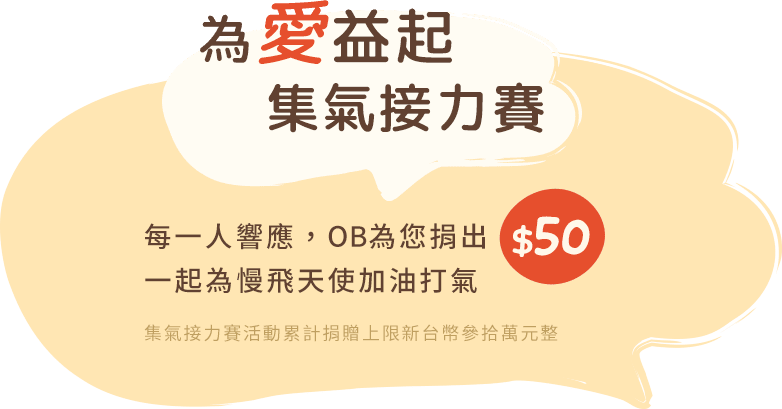 為愛益起
集氣接力賽
每一人響應，OB為您捐出 $50
一起為慢飛天使加油打氣
集氣接力賽活動累計捐贈上限新台幣參拾萬元整